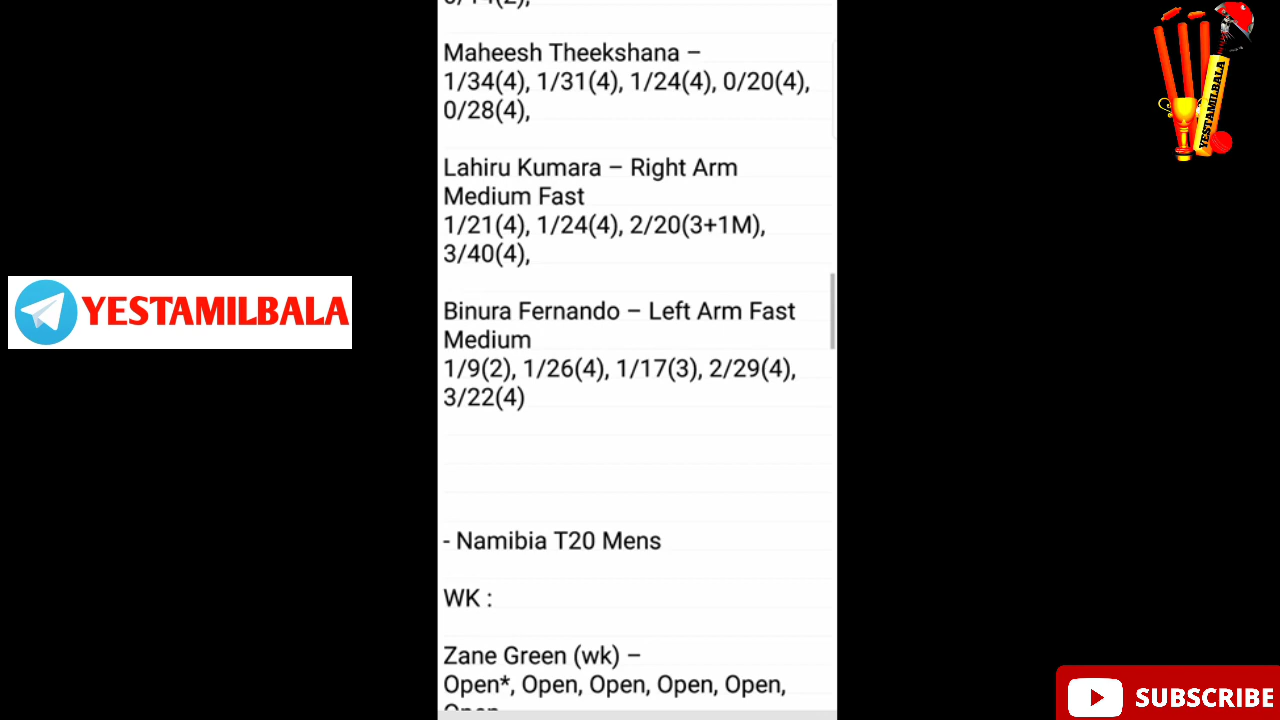 Maheesh Theekshana –
1/34(4), 1/31(4), 1/24(4), 0/20(4),
0/28(4),
Lahiru Kumara – Right Arm
Medium Fast
1/21(4), 1/24(4), 2/20(3+1M),
3/40(4),
Binura Fernando – Left Arm Fast
Medium
1/9(2), 1/26(4), 1/17(3), 2/29(4),
3/22(4)
- Namibia T20 Mens
WK :
Zane Green (wk) –
Open*, Open, Open, Open, Open,
YESTAMILBALA
YESTAMILBALA
SUBSCRIBE